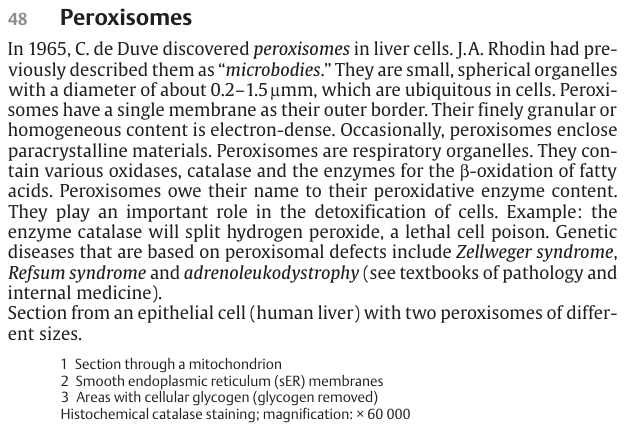 48 Peroxisomes
In 1965, C. de Duve discovered peroxisomes in liver cells. J.A. Rhodin had pre-
viously described them as “microbodies.” They are small, spherical organelles
with a diameter of about 0.2–1.5 µmm, which are ubiquitous in cells. Peroxi-
somes have a single membrane as their outer border. Their finely granular or
homogeneous content is electron-dense. Occasionally, peroxisomes enclose
paracrystalline materials. Peroxisomes are respiratory organelles. They con-
tain various oxidases, catalase and the enzymes for the β-oxidation of fatty
acids. Peroxisomes owe their name to their peroxidative enzyme content.
They play an important role in the detoxification of cells. Example: the
enzyme catalase will split hydrogen peroxide, a lethal cell poison. Genetic
diseases that are based on peroxisomal defects include Zellweger syndrome,
Refsum syndrome and adrenoleukodystrophy (see textbooks of pathology and
internal medicine).
Section from an epithelial cell (human liver) with two peroxisomes of differ-
ent sizes.
1 Section through a mitochondrion
2 Smooth endoplasmic reticulum (sER) membranes
3 Areas with cellular glycogen (glycogen removed)
Histochemical catalase staining; magnification: × 60 000